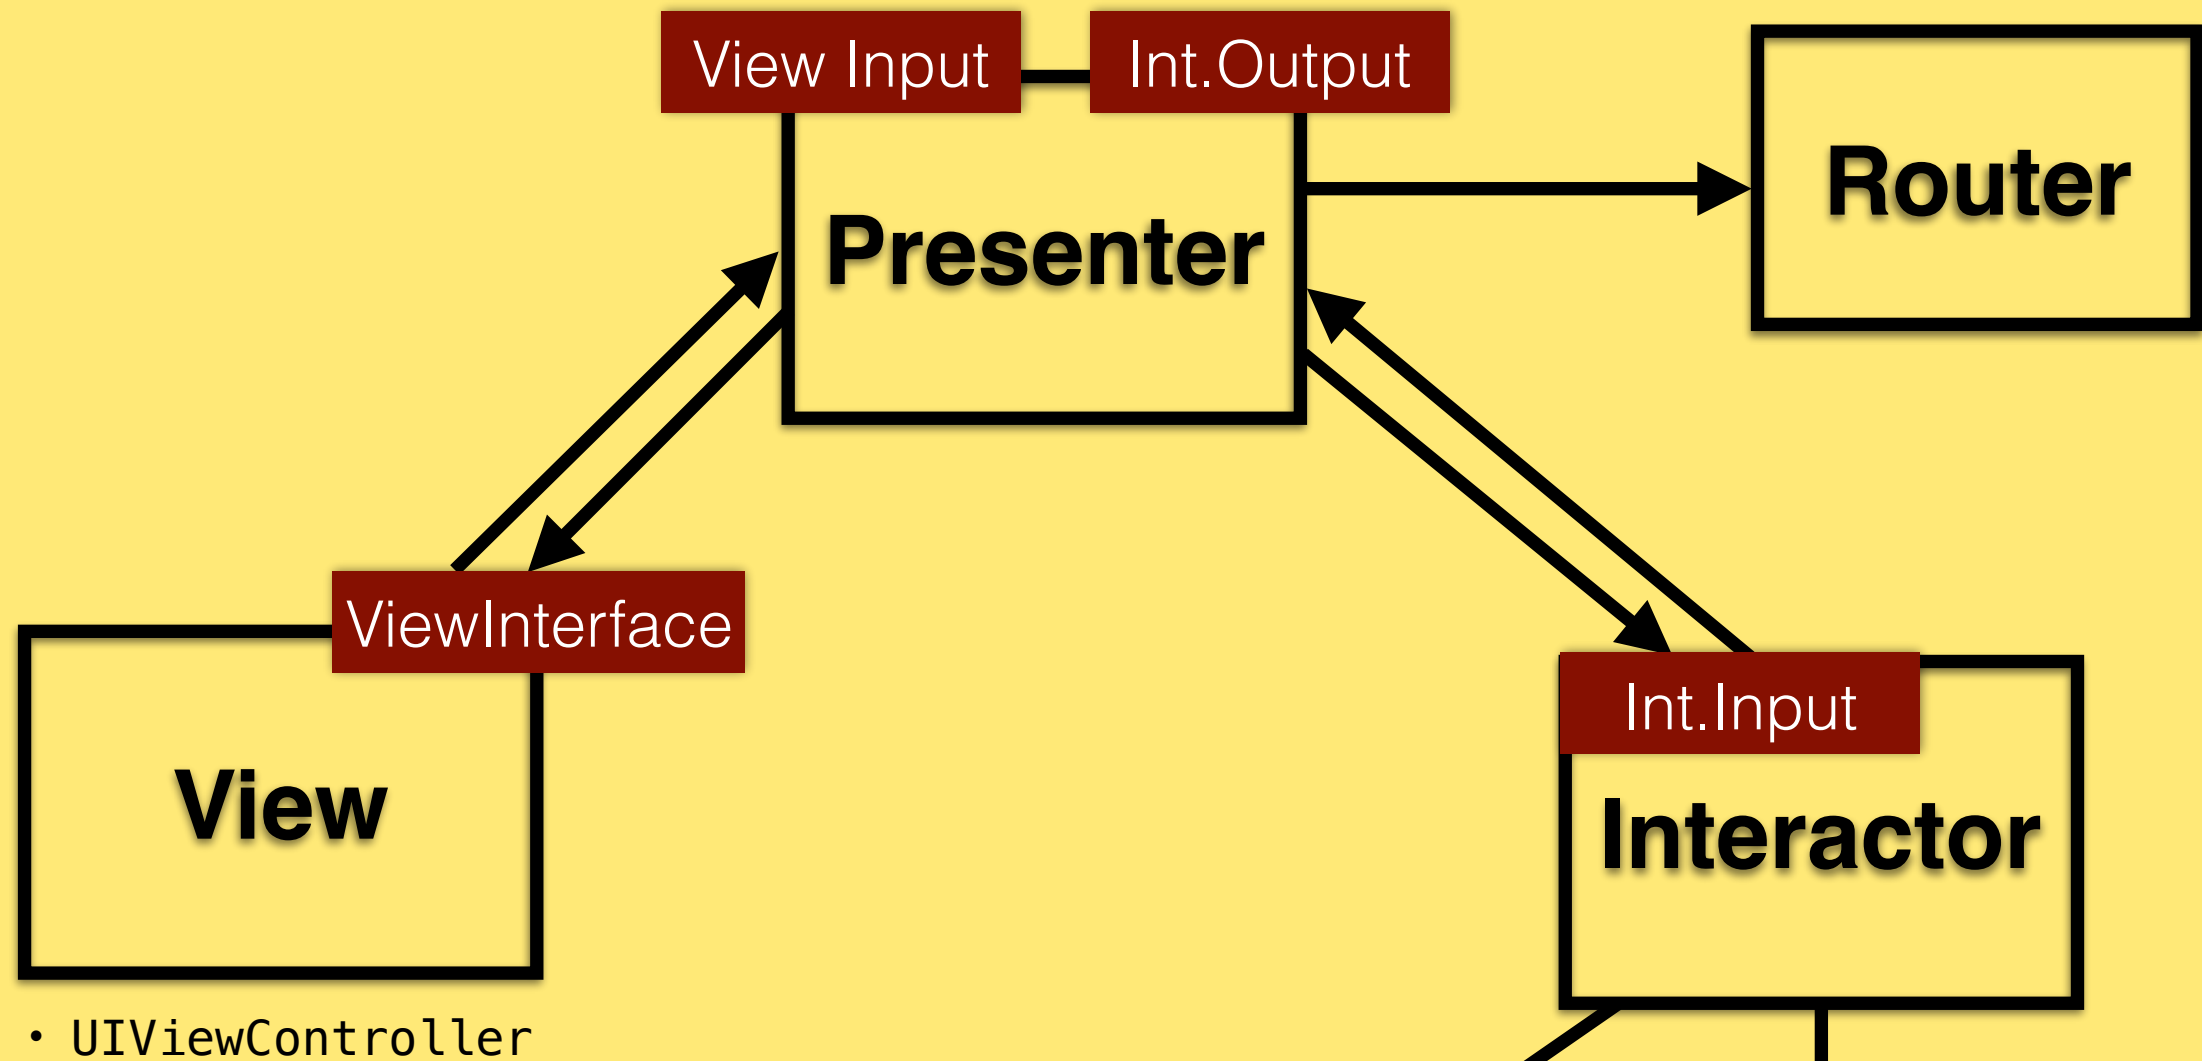 View Input
Int.Output
Router
Presenter
ViewInterface
View
Int.Input
Interactor
• UIViewController